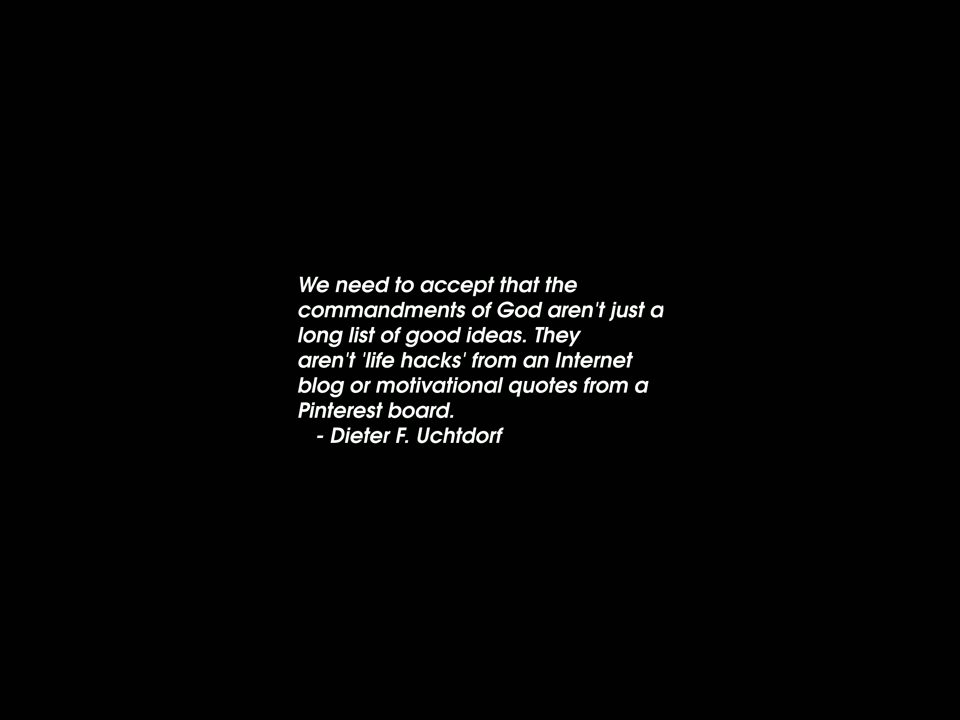 We need to accept that the
commandments of God aren't just a
long list of good ideas. They
aren't 'life hacks' from an Internet
blog or motivational quotes from a
Pinterest board.
- Dieter F. Uchtdorf